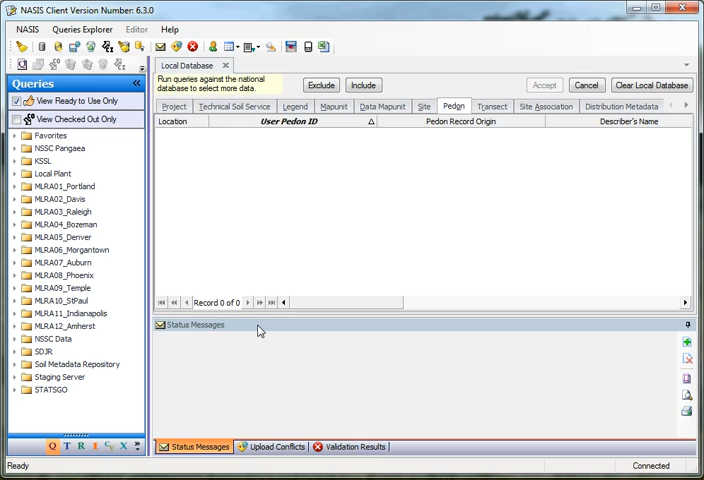 NASIS Client Version Number: 6.3.0
NASIS Queries Explorer Editor Help
Queries
View Ready to Use Only
View Checked Out Only
Favorites
NSSC Pangaea
KSSL
Local Plant
MLRA01_Portland
MLRA02_Davis
MLRA03_Raleigh
MLRA04_Bozeman
MLRA05_Denver
MLRA06_Morgantown
MLRA07_Auburn
MLRA08_Phoenix
MLRA09_Temple
MLRA10_StPaul
MLRA11_Indianapolis
MLRA12_Amherst
NSSC Data
SDJR
Soil Metadata Repository
Staging Server
STATSGO
Q T R I C X
Local Database
Run queries against the national
database to select more data.
Exclude Include Accept Cancel Clear Local Database
Project Technical Soil Service Legend Mapunit Data Mapunit Site Pedon Transect Site Association Distribution Metadata
Location User Pedon ID Pedon Record Origin Describer's Name
Record 0 of 0
Status Messages
Status Messages Upload Conflicts Validation Results
Ready Connected